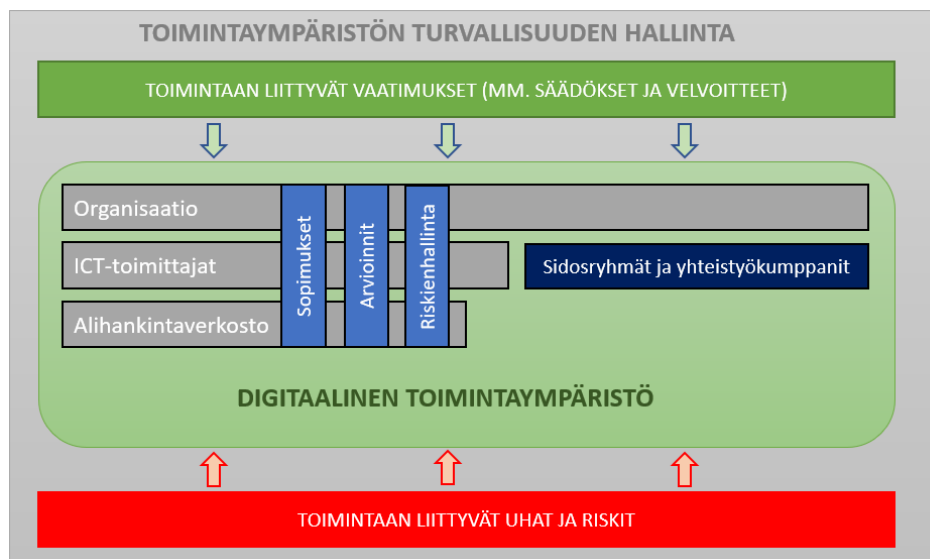 TOIMINTAYMPÄRISTÖN TURVALLISUUDEN HALLINTA
TOIMINTAAN LIITTYVÄT VAATIMUKSET (MM. SÄÄDÖKSET JA VELVOITTEET)
Organisaatio
ICT-toimittajat
Alihankintaverkosto
Sopimukset
Arvioinnit
Riskienhallinta
Sidosryhmät ja yhteistyökumppanit
DIGITAALINEN TOIMINTAYMPÄRISTÖ
TOIMINTAAN LIITTYVÄT UHAT JA RISKIT